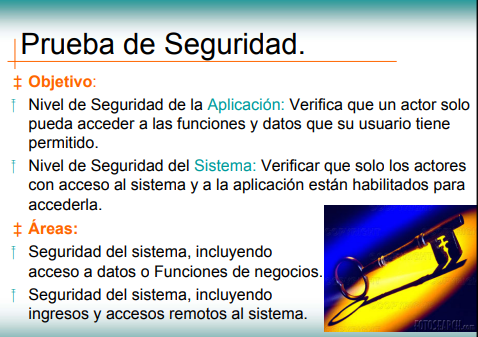 Prueba de Seguridad.
‡ Objetivo:
† Nivel de Seguridad de la Aplicación: Verifica que un actor solo
pueda acceder a las funciones y datos que su usuario tiene
permitido.
† Nivel de Seguridad del Sistema: Verificar que solo los actores
con acceso al sistema y a la aplicación están habilitados para
accederla.
‡ Áreas:
† Seguridad del sistema, incluyendo
acceso a datos o Funciones de negocios.
† Seguridad del sistema, incluyendo
ingresos y accesos remotos al sistema.
FOTOSEARCH.com